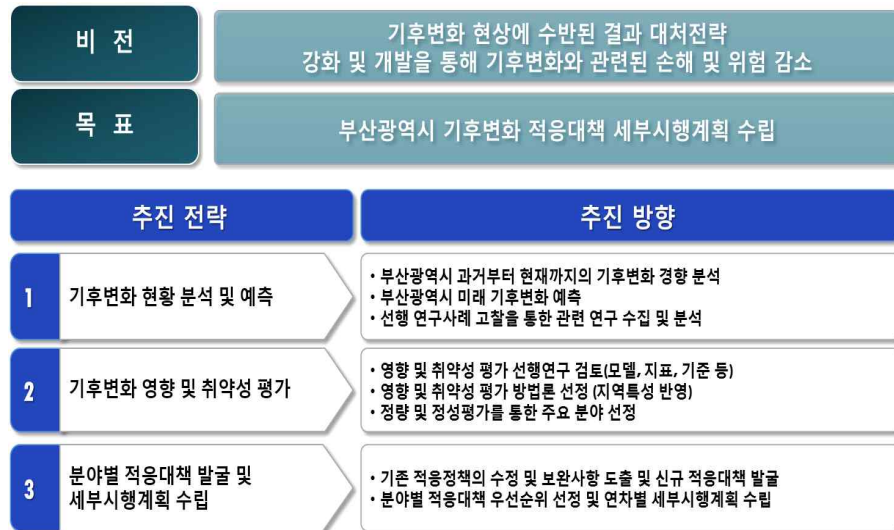 비 전
기후변화 현상에 수반된 결과 대처전략
강화 및 개발을 통해 기후변화와 관련된 손해 및 위험 감소
목 표
부산광역시 기후변화 적응대책 세부시행계획 수립
추진 전략
추진 방향
1
기후변화 현황 분석 및 예측
• 부산광역시 과거부터 현재까지의 기후변화 경향 분석
• 부산광역시 미래 기후변화 예측
• 선행 연구사례 고찰을 통한 관련 연구 수집 및 분석
2
기후변화 영향 및 취약성 평가
• 영향 및 취약성 평가 선행연구 검토(모델, 지표, 기준 등)
• 영향 및 취약성 평가 방법론 선정 (지역특성 반영)
• 정량 및 정성평가를 통한 주요 분야 선정
3
분야별 적응대책 발굴 및
세부시행계획 수립
• 기존 적응정책의 수정 및 보완사항 도출 및 신규 적응대책 발굴
• 분야별 적응대책 우선순위 선정 및 연차별 세부시행계획 수립